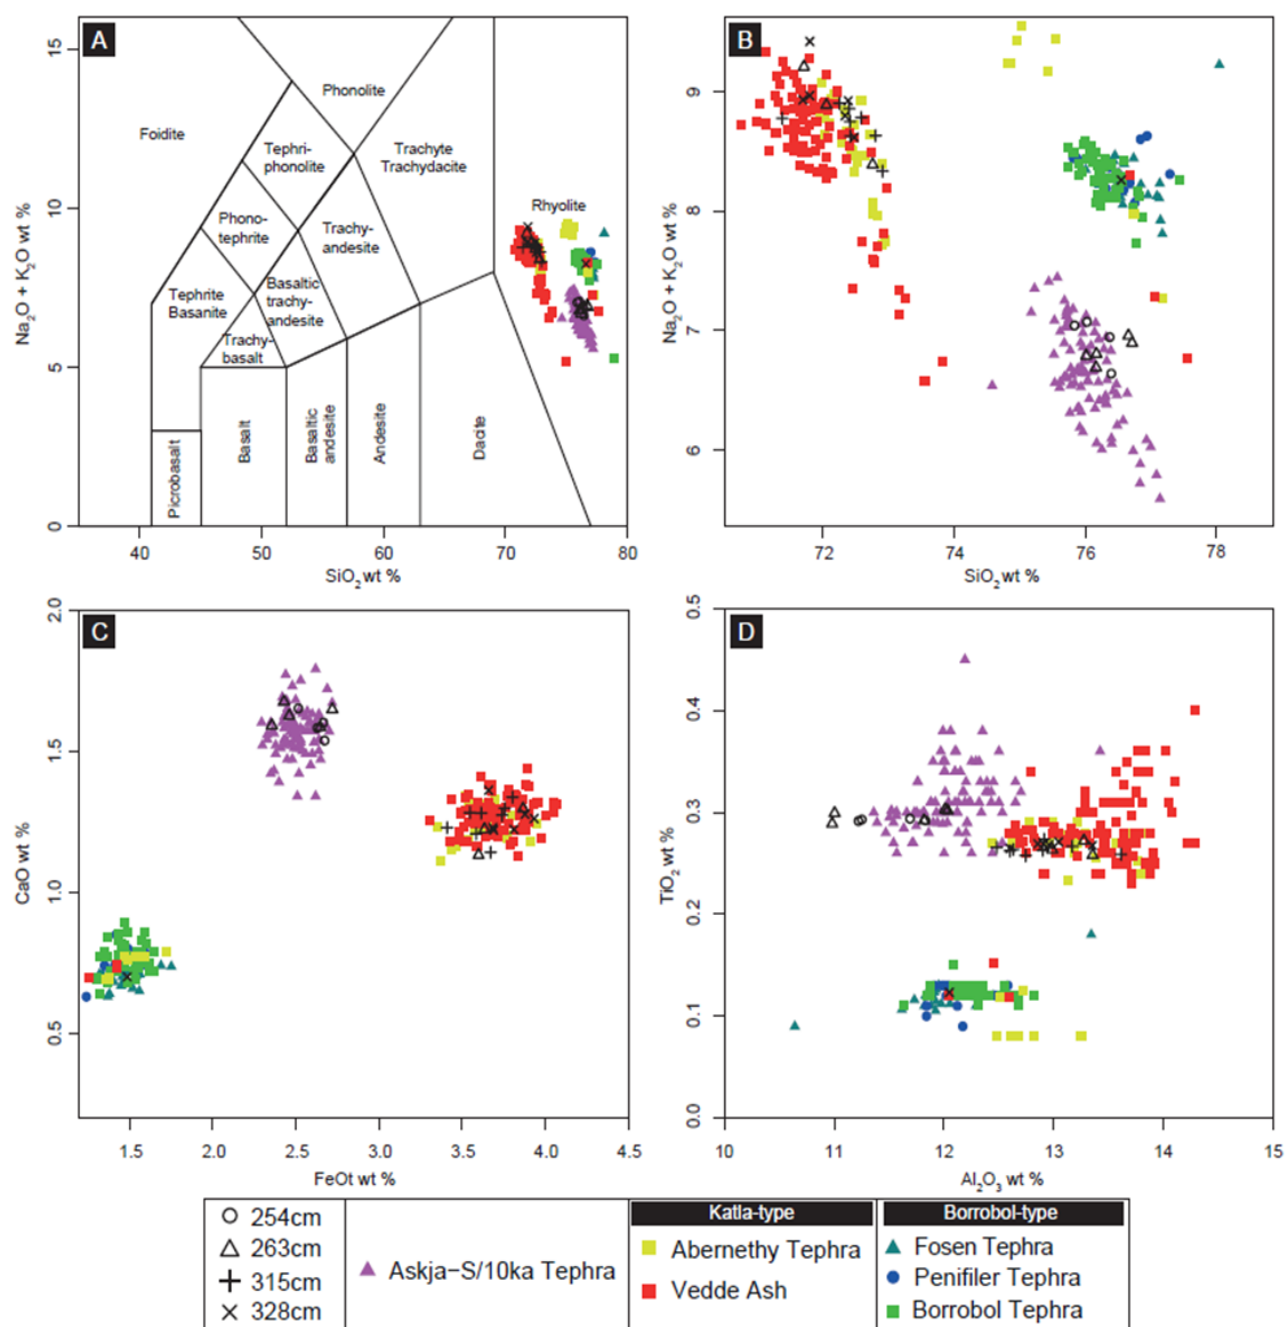 A
15
10
5
0
Na2O + K2O wt %
Foidite
Phonolite
Tephri-
phonolite
Trachyte
Trachydacite
Phono-
tephrite
Trachy-
andesite
Rhyolite
Tephrite
Basanite
Basaltic
trachy-
andesite
Trachy-
basalt
Picrobasalt
Basalt
Basaltic
andesite
Andesite
Dacite
40 50 60 70 80
SiO2 wt %
B
9
8
7
6
Na2O + K2O wt %
72 74 76 78
SiO2 wt %
C
2.0
1.5
1.0
0.5
CaO wt %
1.5 2.0 2.5 3.0 3.5 4.0 4.5
FeOt wt %
D
0.5
0.4
0.3
0.2
0.1
0.0
TiO2 wt %
10 11 12 13 14 15
Al2O3 wt %
254cm
263cm
315cm
328cm
Askja-S/10ka Tephra
Katla-type
Abernethy Tephra
Vedde Ash
Borrobol-type
Fosen Tephra
Penifiler Tephra
Borrobol Tephra